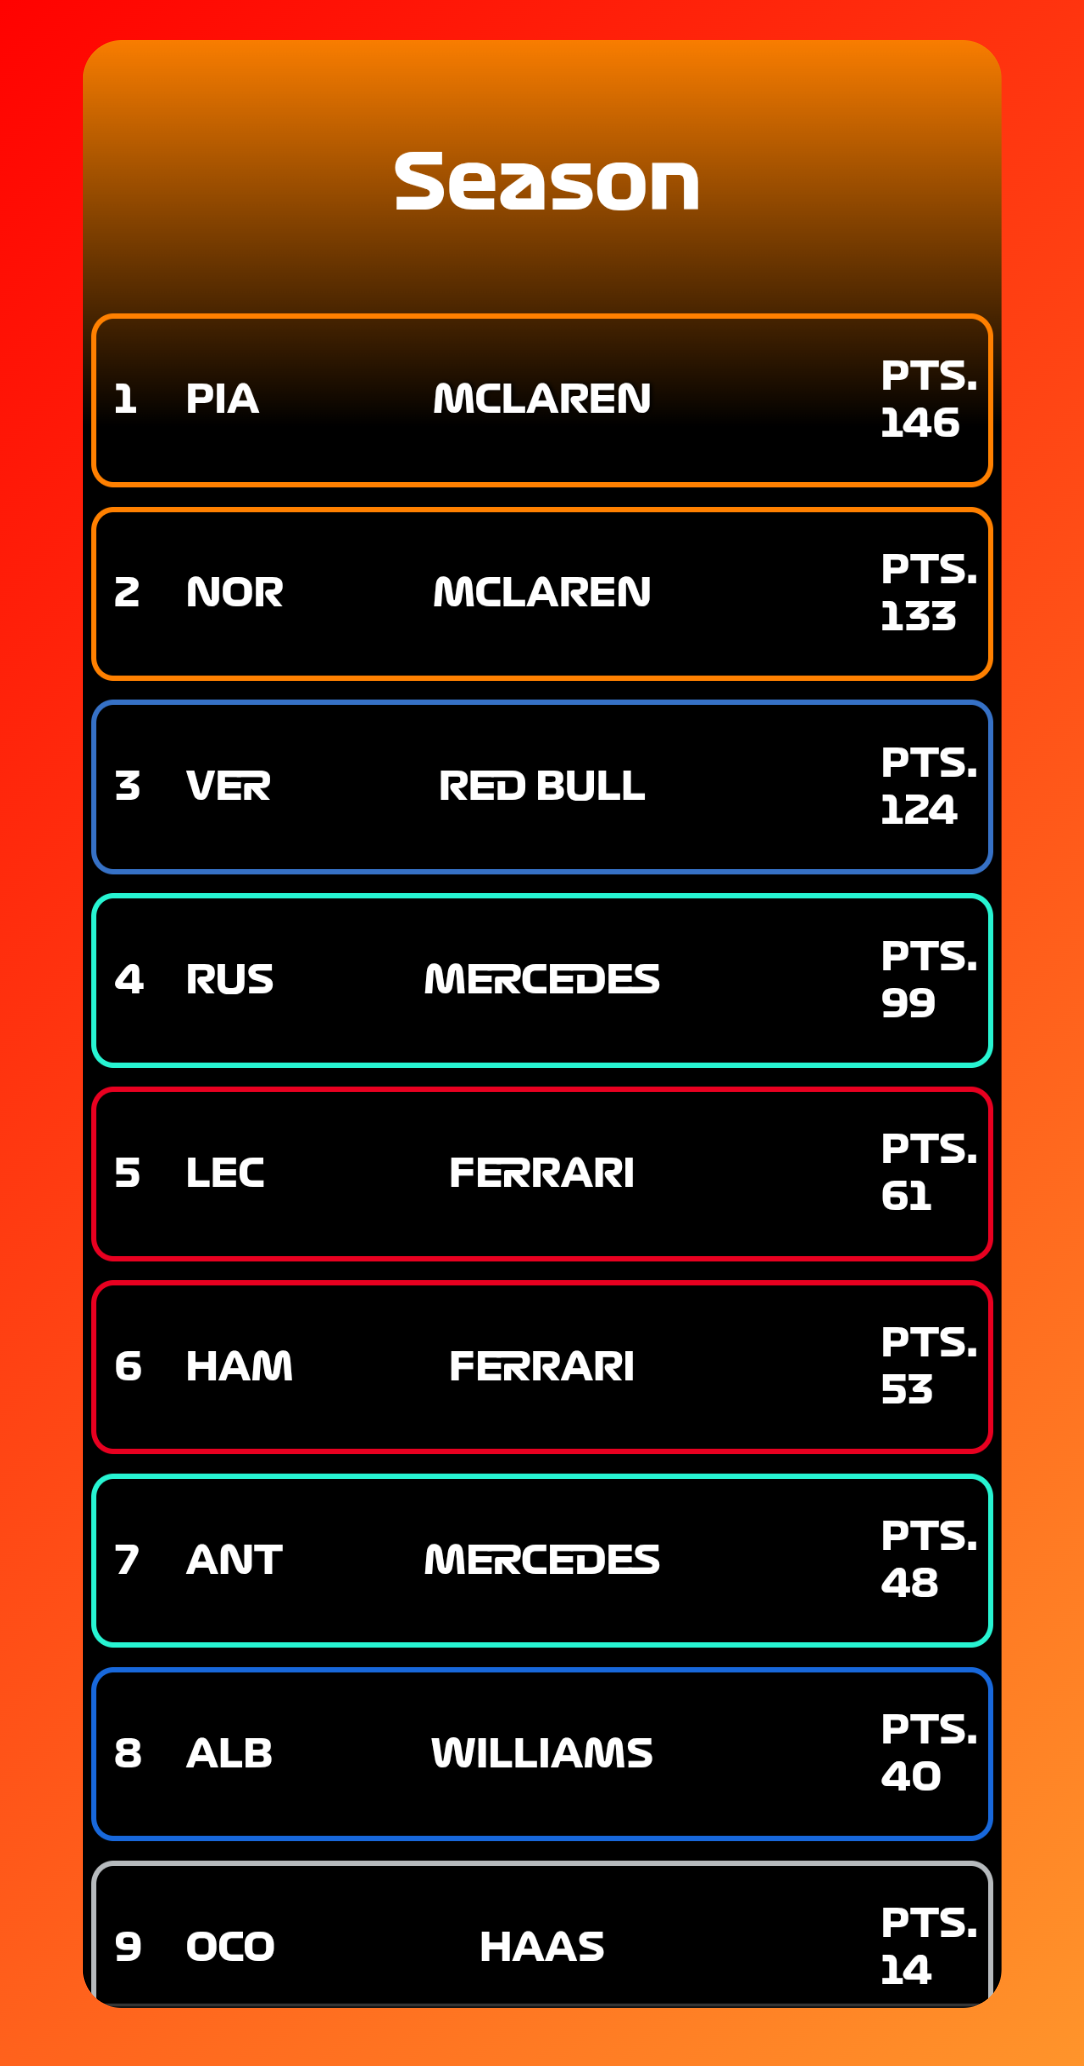 Season
1 PIA MCLAREN PTS. 146
2 NOR MCLAREN PTS. 133
3 VER RED BULL PTS. 124
4 RUS MERCEDES PTS. 99
5 LEC FERRARI PTS. 61
6 HAM FERRARI PTS. 53
7 ANT MERCEDES PTS. 48
8 ALB WILLIAMS PTS. 40
9 OCO HAAS PTS. 14